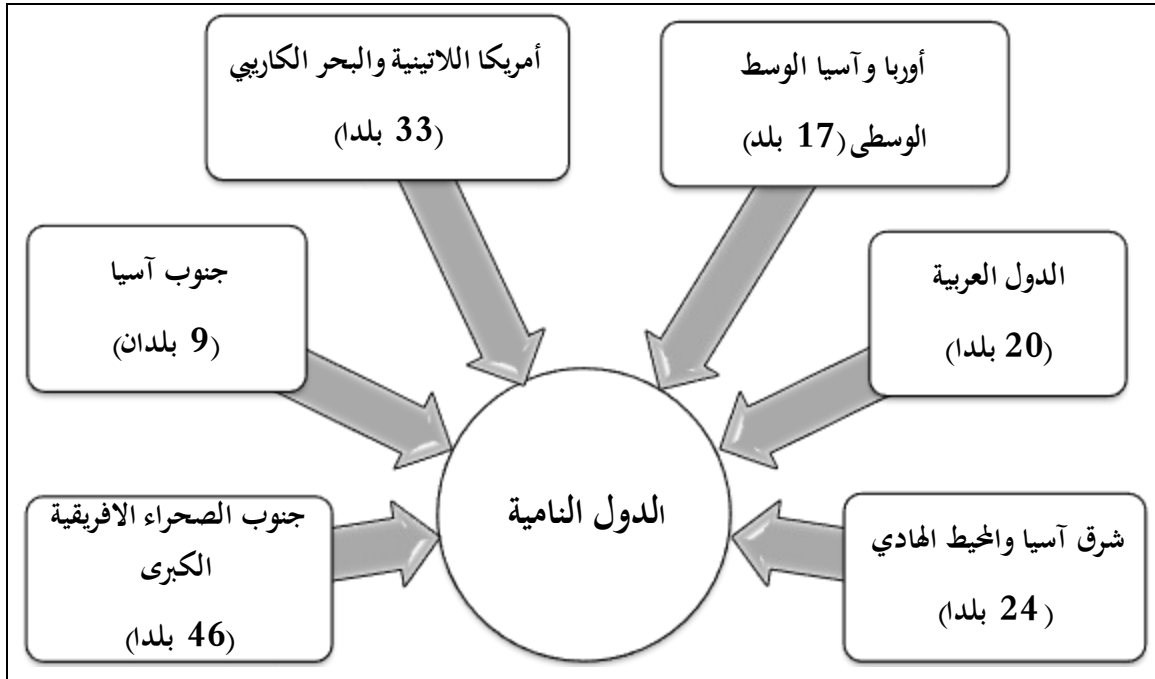 أوربا وآسيا الوسط
الوسطى (17 بلد)
أمريكا اللاتينية والبحر الكاريبي
(33 بلدا)
الدول العربية
(20 بلدا)
جنوب آسيا
(9 بلدان)
شرق آسيا والمحيط الهادي
(24 بلدا)
الدول النامية
جنوب الصحراء الافريقية
الكبرى
(46 بلدا)